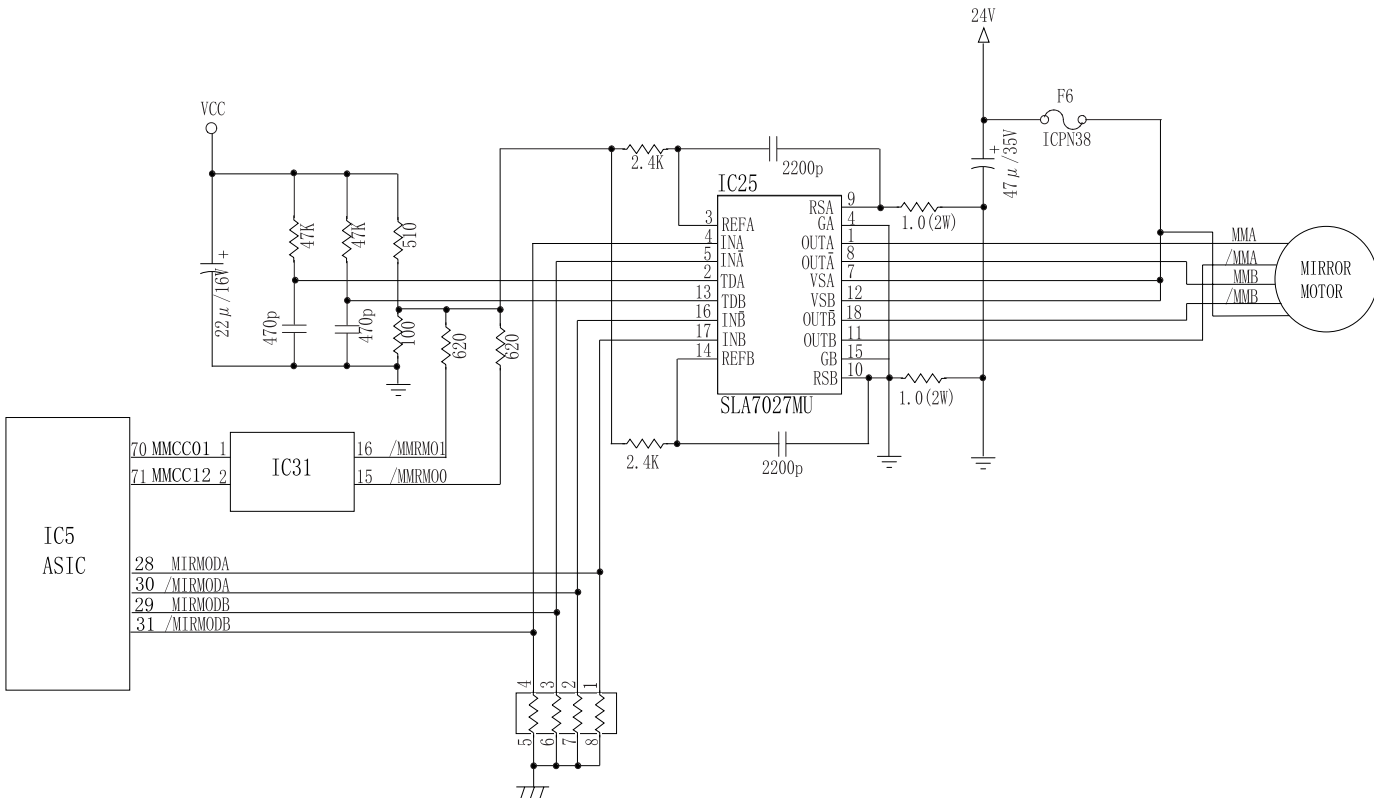 24V
F6
ICPN38
47μ/35V
+
VCC
22μ/16V
+
47K
47K
510
470p
470p
100
620
620
2.4K
2200p
IC25
3 REFA
4 INA
5 INA̅
2 TDA
13 TDB
16 INB̅
17 INB
14 REFB
RSA 9
GA 4
OUTA 1
OUTA̅ 8
VSA 7
VSB 12
OUTB̅ 18
OUTB 11
GB 15
RSB 10
SLA7027MU
1.0(2W)
1.0(2W)
2.4K
2200p
MMA
/MMA
MMB
/MMB
MIRROR
MOTOR
IC5
ASIC
70 MMCC01 1
71 MMCC12 2
IC31
16 /MMRMO1
15 /MMRMO0
28 MIRMODA
30 /MIRMODA
29 MIRMODB
31 /MIRMODB
4 3 2 1
5 6 7 8